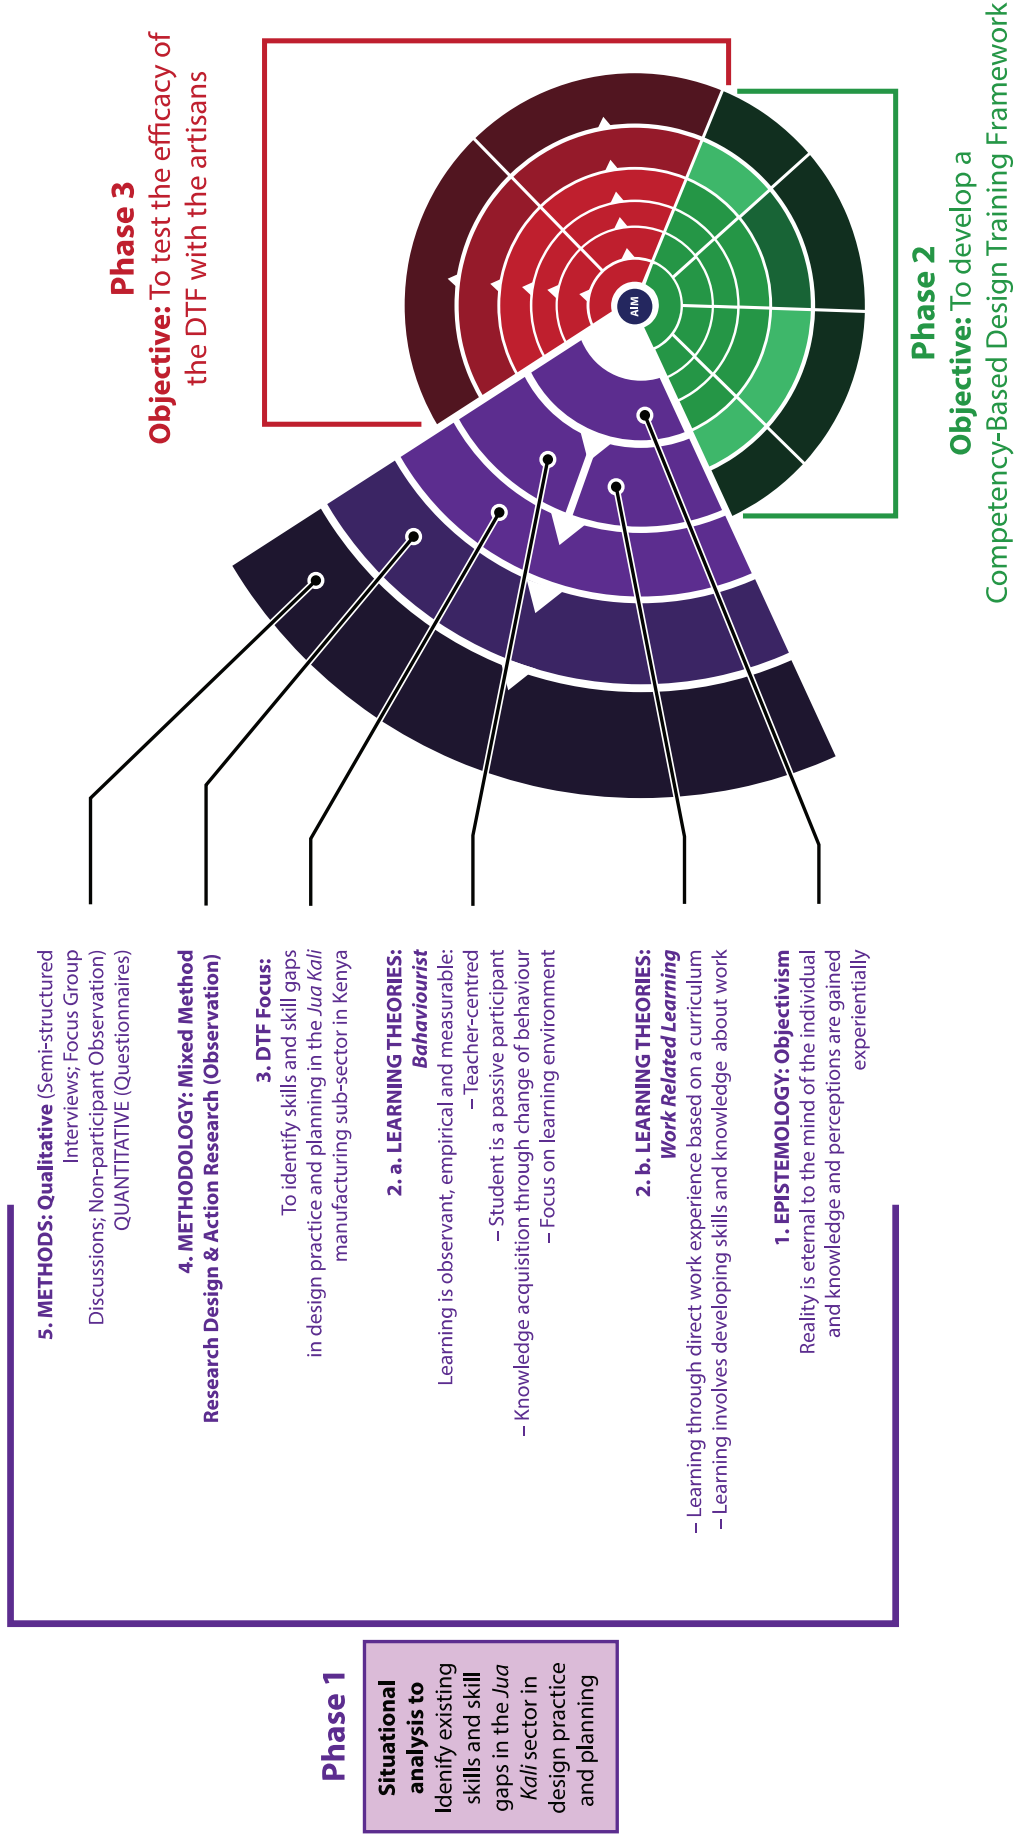 Phase 1
Situational
analysis to
Idenify existing
skills and skill
gaps in the Jua
Kali sector in
design practice
and planning
5. METHODS: Qualitative (Semi-structured
Interviews; Focus Group
Discussions; Non-participant Observation)
QUANTITATIVE (Questionnaires)
4. METHODOLOGY: Mixed Method
Research Design & Action Research (Observation)
3. DTF Focus:
To identify skills and skill gaps
in design practice and planning in the Jua Kali
manufacturing sub-sector in Kenya
2. a. LEARNING THEORIES:
Bahaviourist
Learning is observant, empirical and measurable:
– Teacher-centred
– Student is a passive participant
– Knowledge acquisition through change of behaviour
– Focus on learning environment
2. b. LEARNING THEORIES:
Work Related Learning
– Learning through direct work experience based on a curriculum
– Learning involves developing skills and knowledge about work
1. EPISTEMOLOGY: Objectivism
Reality is eternal to the mind of the individual
and knowledge and perceptions are gained
experientially
AIM
Phase 3
Objective: To test the efficacy of
the DTF with the artisans
Phase 2
Objective: To develop a
Competency-Based Design Training Framework